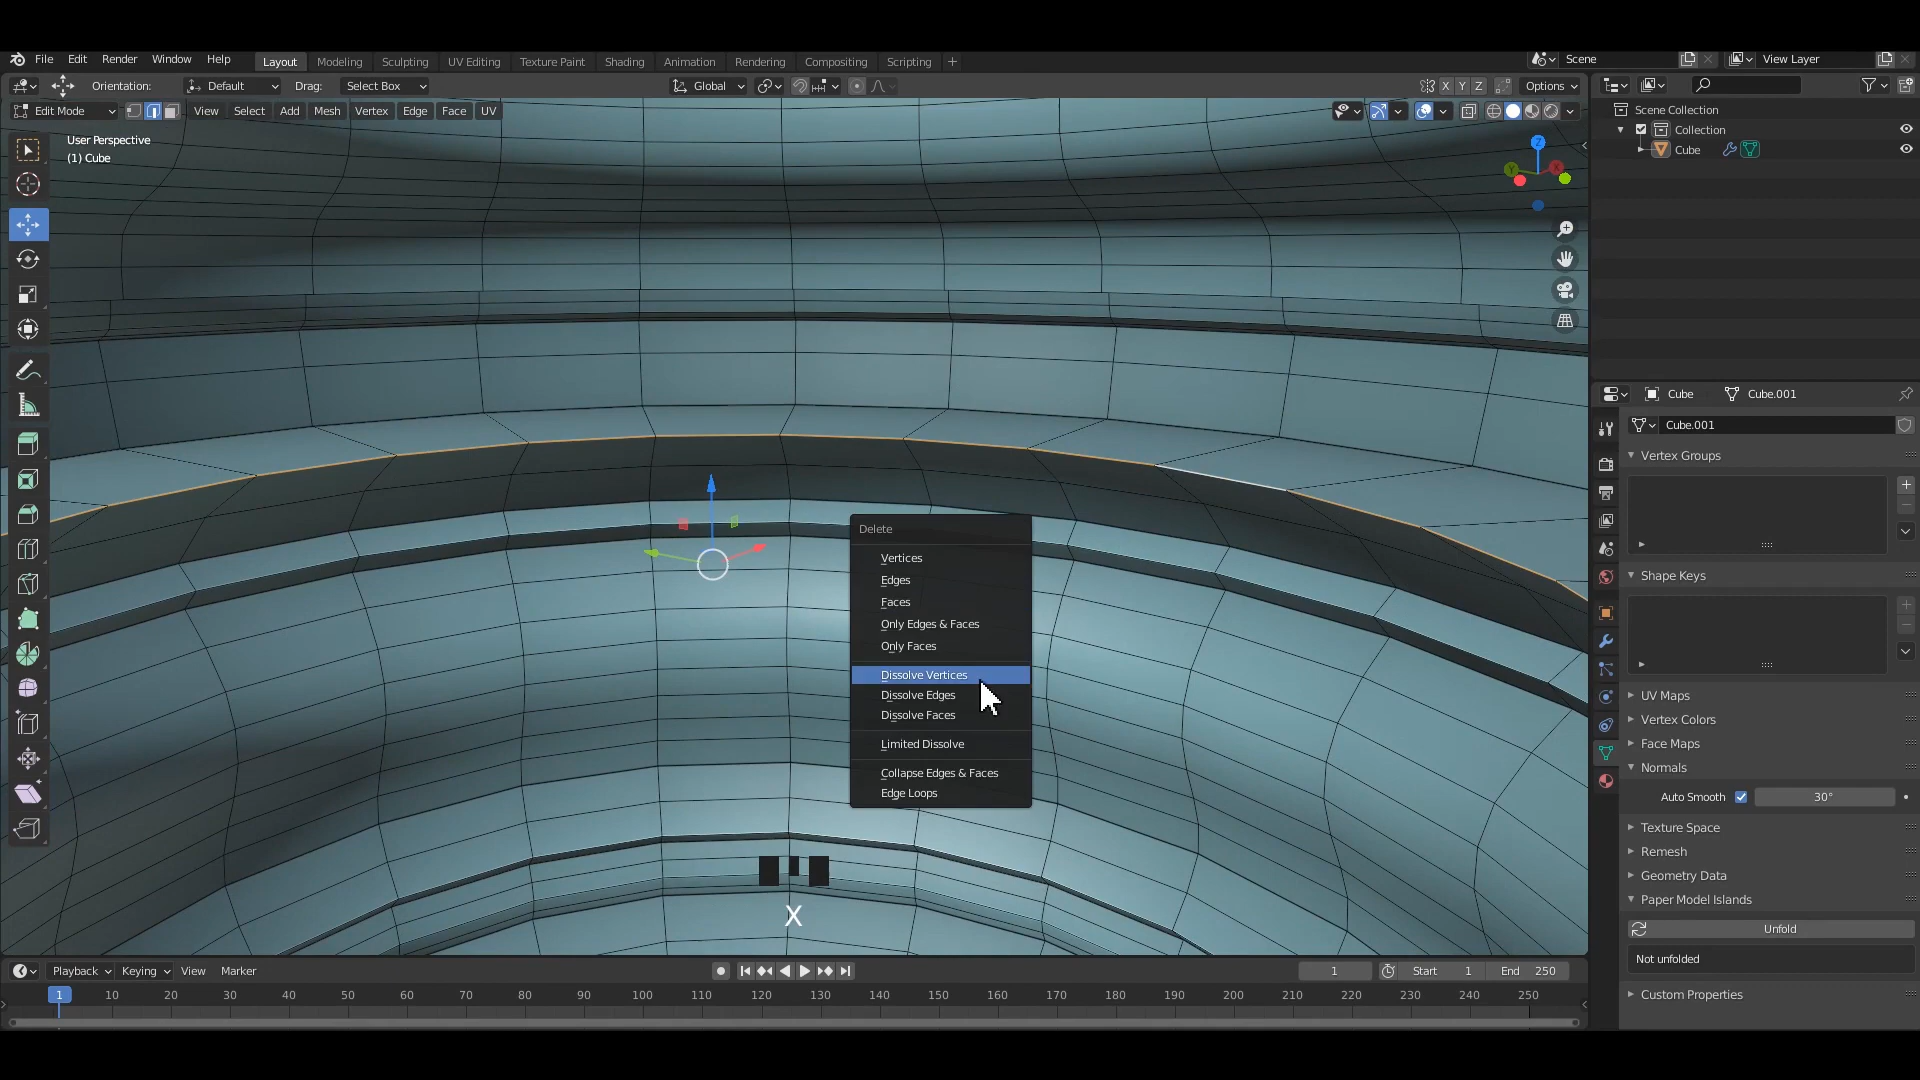 File Edit Render Window Help Layout Modeling Sculpting UV Editing Texture Paint Shading Animation Rendering Compositing Scripting + Scene View Layer
Orientation: Default Drag: Select Box Global X Y Z Options
Edit Mode View Select Add Mesh Vertex Edge Face UV
User Perspective
(1) Cube
Z
Y
X
Scene Collection
Collection
Cube
Delete
Vertices
Edges
Faces
Only Edges & Faces
Only Faces
Dissolve Vertices
Dissolve Edges
Dissolve Faces
Limited Dissolve
Collapse Edges & Faces
Edge Loops
X
Cube Cube.001
Cube.001
Vertex Groups
Shape Keys
UV Maps
Vertex Colors
Face Maps
Normals
Auto Smooth 30°
Texture Space
Remesh
Geometry Data
Paper Model Islands
Unfold
Not unfolded
Custom Properties
Playback Keying View Marker 1 Start 1 End 250
1 10 20 30 40 50 60 70 80 90 100 110 120 130 140 150 160 170 180 190 200 210 220 230 240 250